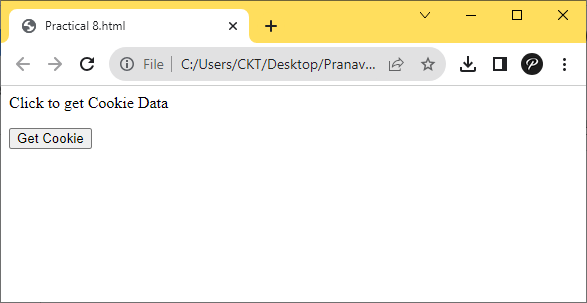 Practical 8.html
File C:/Users/CKT/Desktop/Pranav...
Click to get Cookie Data
Get Cookie